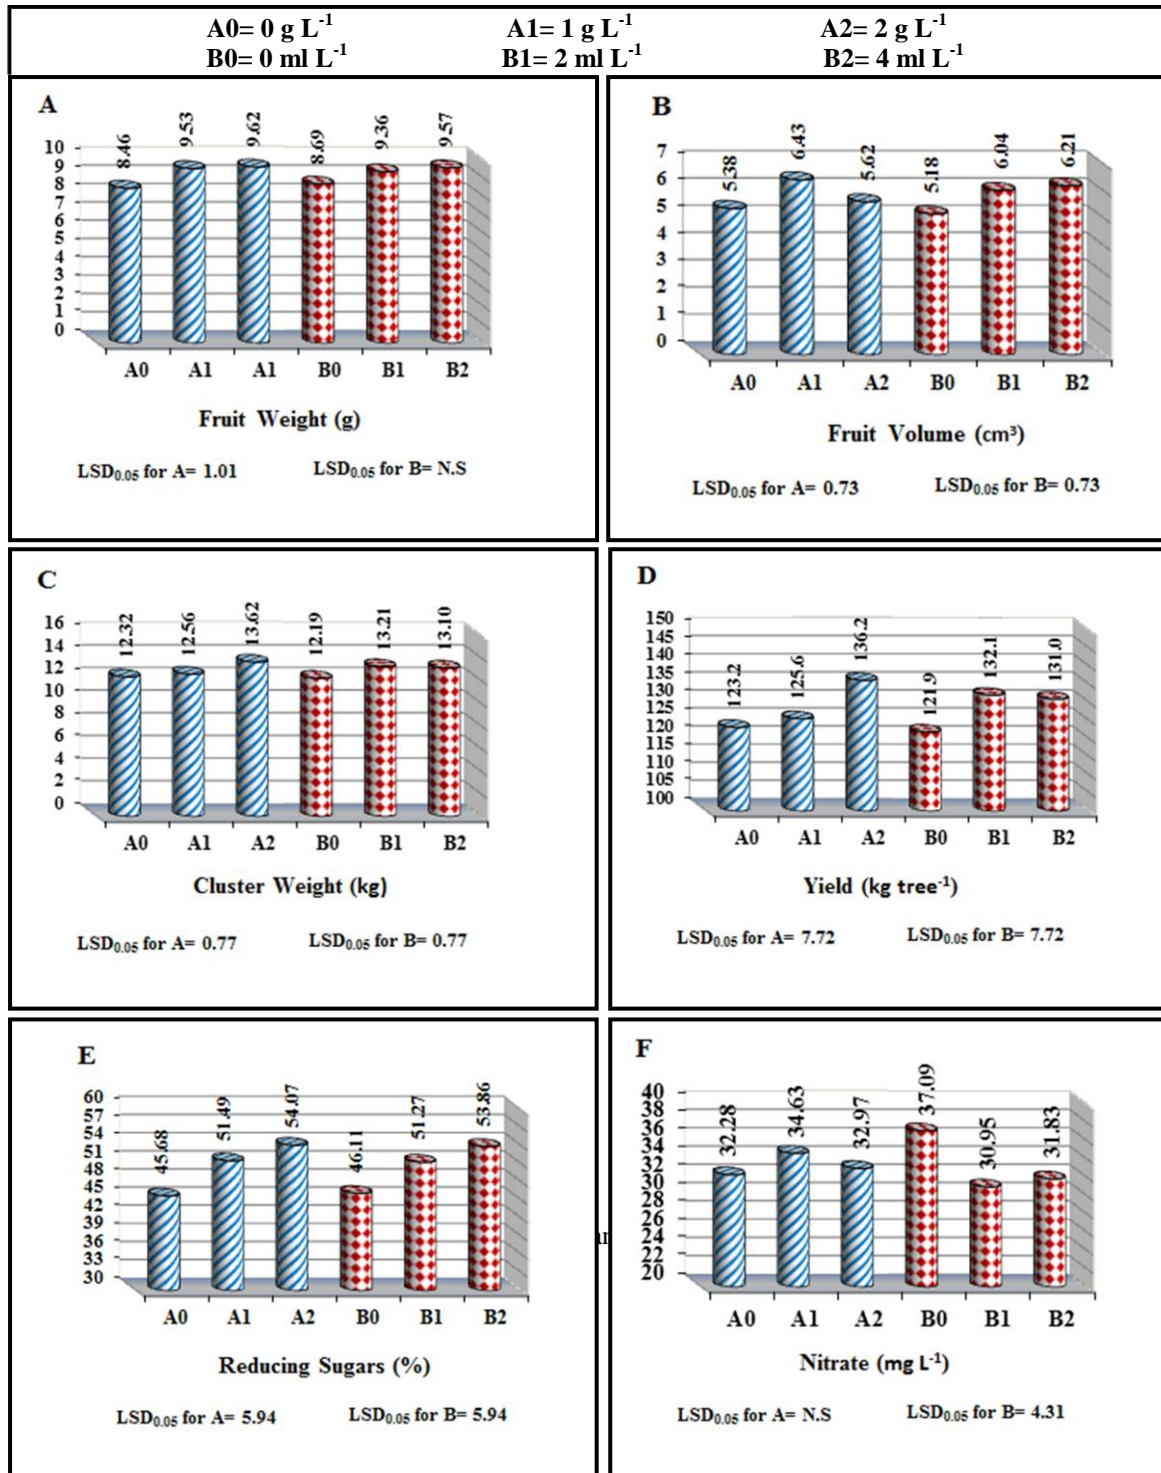 A0= 0 g L-1 A1= 1 g L-1 A2= 2 g L-1
B0= 0 ml L-1 B1= 2 ml L-1 B2= 4 ml L-1
A
8.46 9.53 9.62 8.69 9.36 9.57
10
9
8
7
6
5
4
3
2
1
0
A0 A1 A1 B0 B1 B2
Fruit Weight (g)
LSD0.05 for A= 1.01 LSD0.05 for B= N.S
B
5.38 6.43 5.62 5.18 6.04 6.21
7
6
5
4
3
2
1
0
A0 A1 A2 B0 B1 B2
Fruit Volume (cm³)
LSD0.05 for A= 0.73 LSD0.05 for B= 0.73
C
12.32 12.56 13.62 12.19 13.21 13.10
16
14
12
10
8
6
4
2
0
A0 A1 A2 B0 B1 B2
Cluster Weight (kg)
LSD0.05 for A= 0.77 LSD0.05 for B= 0.77
D
123.2 125.6 136.2 121.9 132.1 131.0
150
145
140
135
130
125
120
115
110
105
100
A0 A1 A2 B0 B1 B2
Yield (kg tree-1)
LSD0.05 for A= 7.72 LSD0.05 for B= 7.72
E
45.68 51.49 54.07 46.11 51.27 53.86
60
57
54
51
48
45
42
39
36
33
30
A0 A1 A2 B0 B1 B2
Reducing Sugars (%)
LSD0.05 for A= 5.94 LSD0.05 for B= 5.94
F
32.28 34.63 32.97 37.09 30.95 31.83
40
38
36
34
32
30
28
26
24
22
20
A0 A1 A2 B0 B1 B2
Nitrate (mg L-1)
LSD0.05 for A= N.S LSD0.05 for B= 4.31